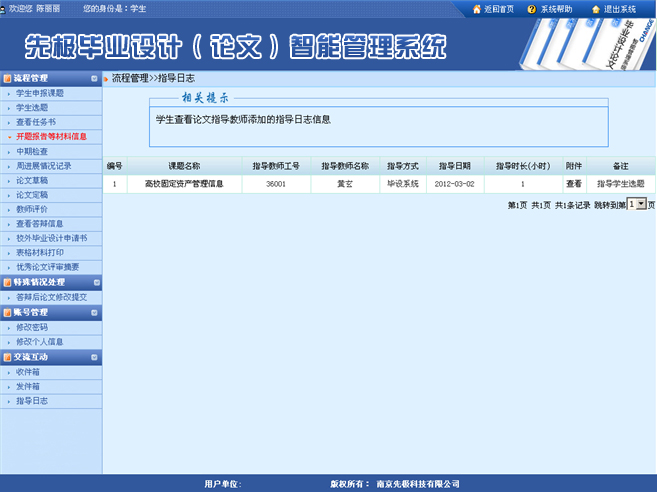 欢迎您 陈丽丽 您的身份是：学生
返回首页 系统帮助 退出系统
先极毕业设计（论文）智能管理系统
毕业设计论文
流程管理
学生申报课题
学生选题
查看任务书
开题报告等材料信息
中期检查
周进展情况记录
论文草稿
论文定稿
教师评价
查看答辩信息
校外毕业设计申请书
表格材料打印
优秀论文评审摘要
特殊情况处理
答辩后论文修改提交
账号管理
修改密码
修改个人信息
交流互动
收件箱
发件箱
指导日志
流程管理>>指导日志
相关提示
学生查看论文指导教师添加的指导日志信息
编号 课题名称 指导教师工号 指导教师名称 指导方式 指导日期 指导时长(小时) 附件 备注
1 高校固定资产管理信息 36001 黄宏 毕设系统 2012-03-02 1 查看 指导学生选题
第1页 共1页 共1条记录 跳转到第 1 页
用户单位: 版权所有： 南京先极科技有限公司